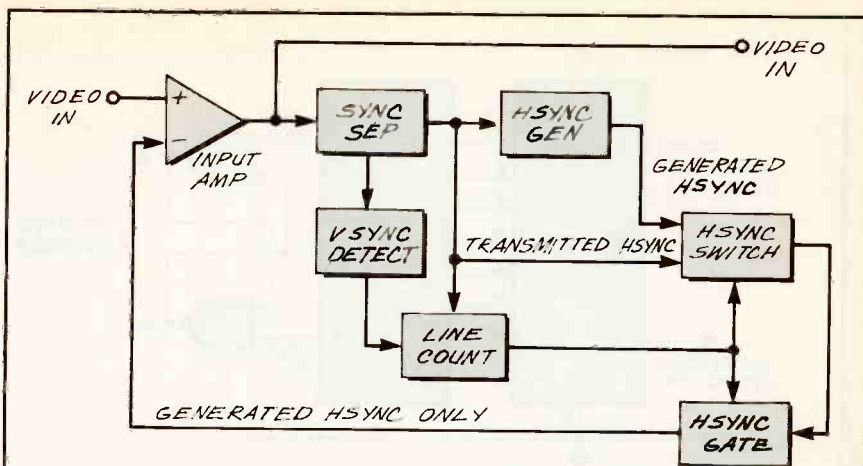 VIDEO
IN
VIDEO
IN
+
−
INPUT
AMP
SYNC
SEP
HSYNC
GEN
GENERATED
HSYNC
VSYNC
DETECT
TRANSMITTED HSYNC
HSYNC
SWITCH
LINE
COUNT
GENERATED HSYNC ONLY
HSYNC
GATE